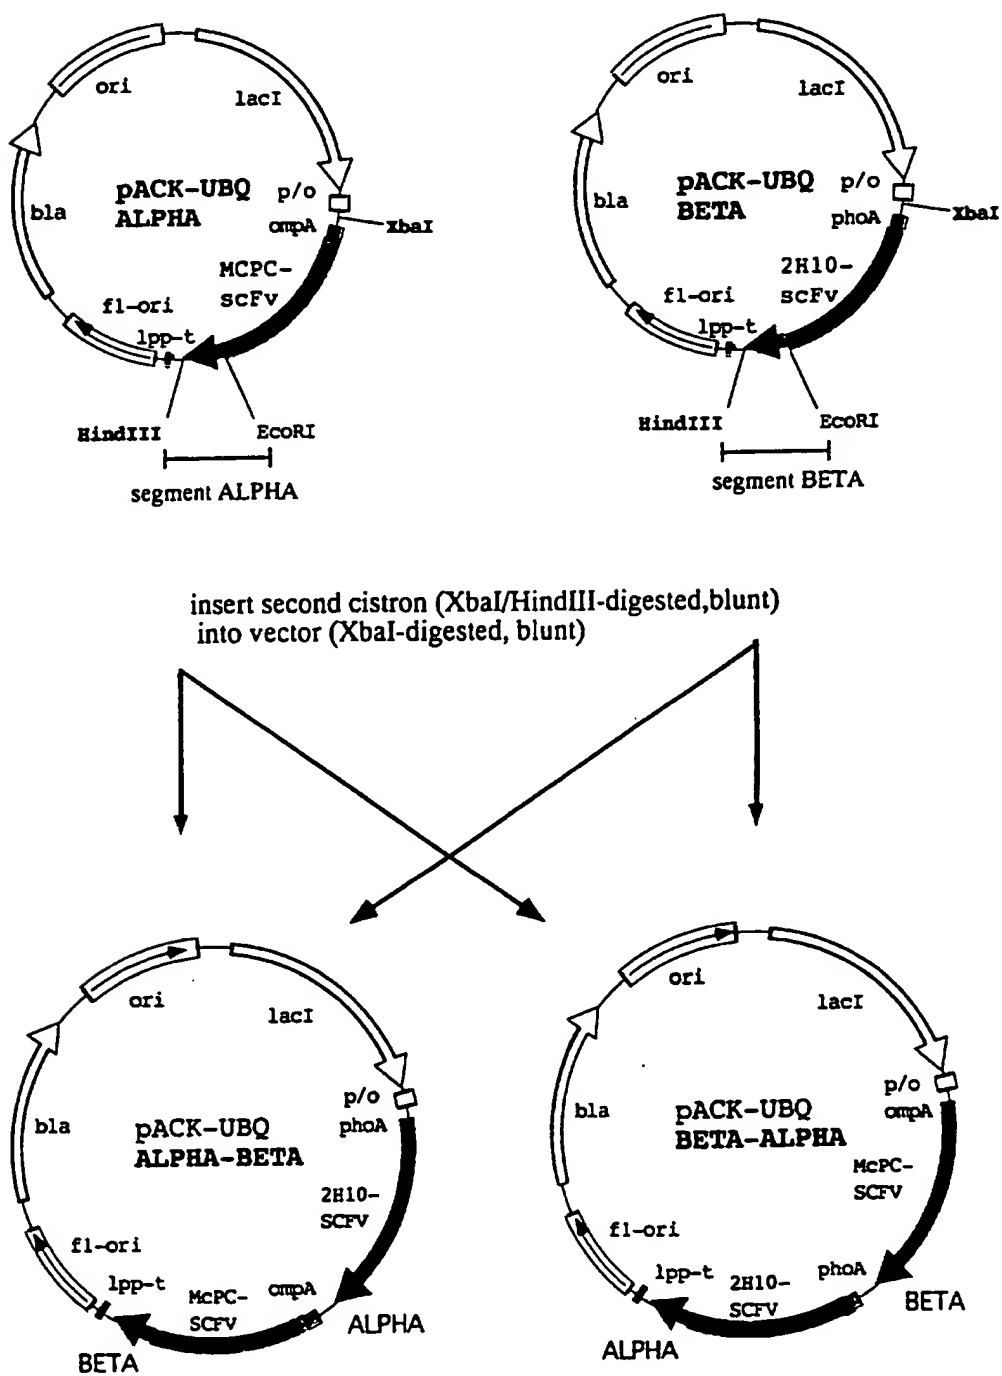 ori
lacI
pACK-UBQ
ALPHA
p/o
ompA
XbaI
bla
MCPC-
scFv
fl-ori
lpp-t
HindIII
EcoRI
segment ALPHA
ori
lacI
pACK-UBQ
BETA
p/o
phoA
XbaI
bla
2H10-
scFv
fl-ori
lpp-t
HindIII
EcoRI
segment BETA
insert second cistron (XbaI/HindIII-digested,blunt)
into vector (XbaI-digested, blunt)
ori
lacI
p/o
phoA
bla
pACK-UBQ
ALPHA-BETA
2H10-
SCFV
fl-ori
lpp-t
McPC-
SCFV
ompA
ALPHA
BETA
ori
lacI
p/o
ompA
bla
pACK-UBQ
BETA-ALPHA
McPC-
SCFV
fl-ori
lpp-t
2H10-
SCFV
phoA
BETA
ALPHA